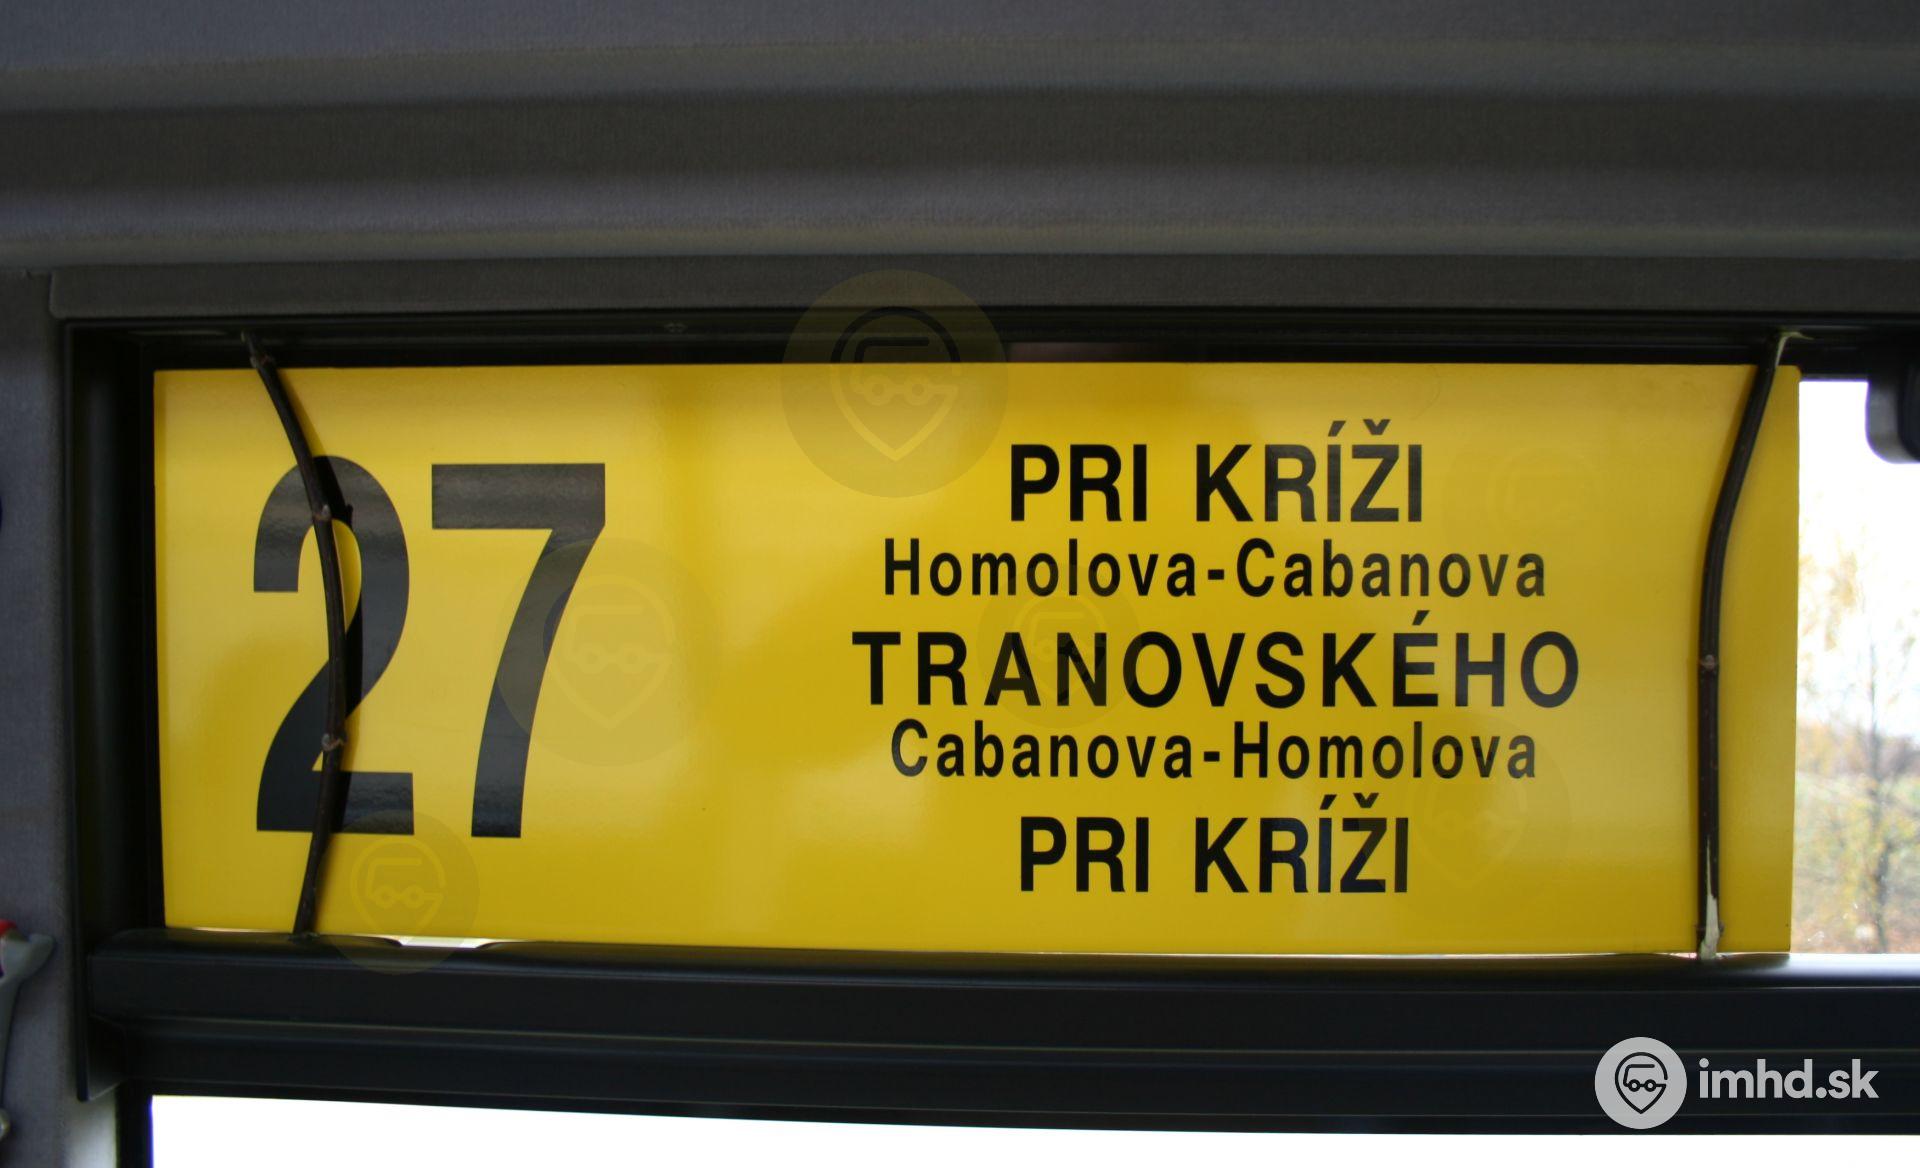 27
PRI KRÍŽI
Homolova-Cabanova
TRANOVSKÉHO
Cabanova-Homolova
PRI KRÍŽI
imhd.sk